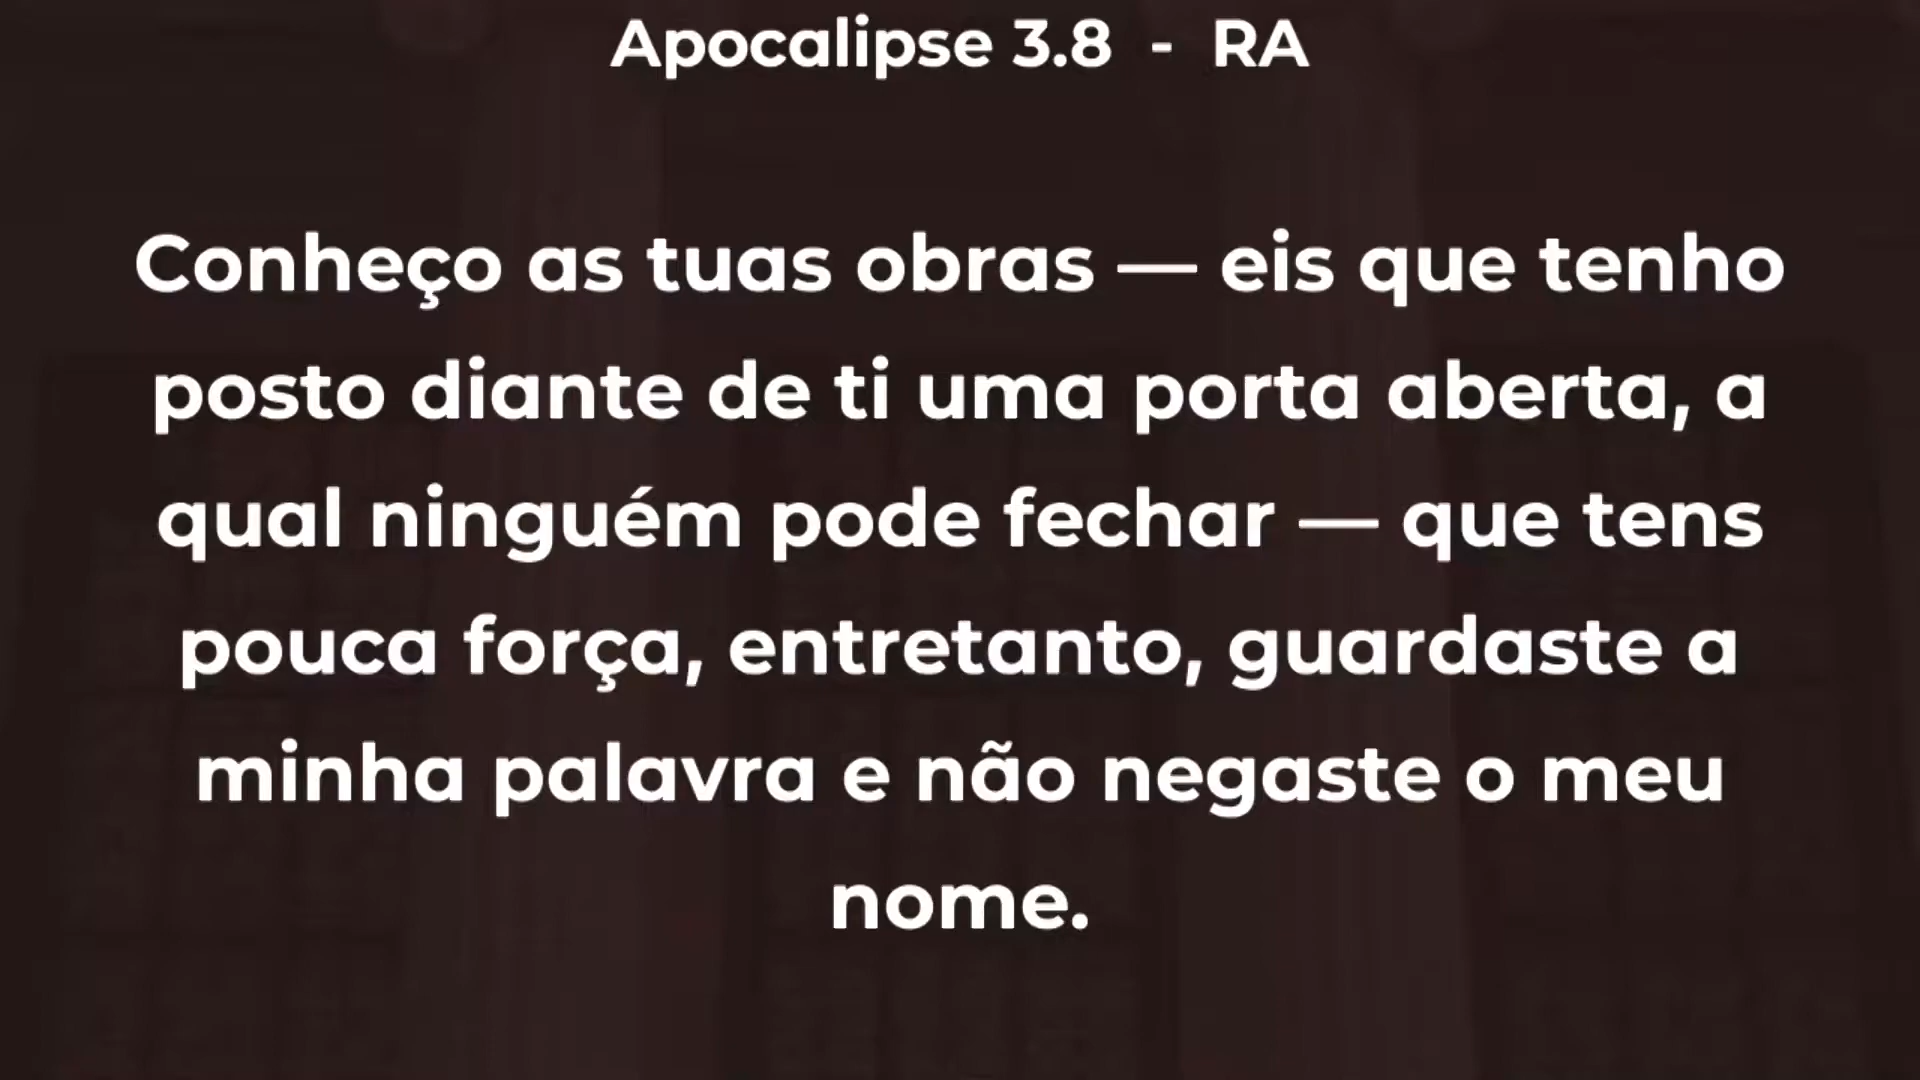 Apocalipse 3.8 - RA
Conheço as tuas obras — eis que tenho
posto diante de ti uma porta aberta, a
qual ninguém pode fechar — que tens
pouca força, entretanto, guardaste a
minha palavra e não negaste o meu
nome.